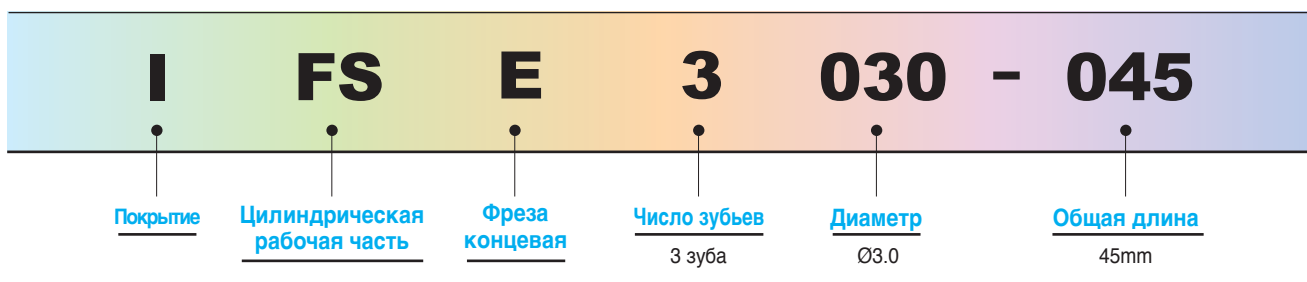 I FS E 3 030 - 045
Покрытие
Цилиндрическая
рабочая часть
Фреза
концевая
Число зубьев
3 зуба
Диаметр
Ø3.0
Общая длина
45mm